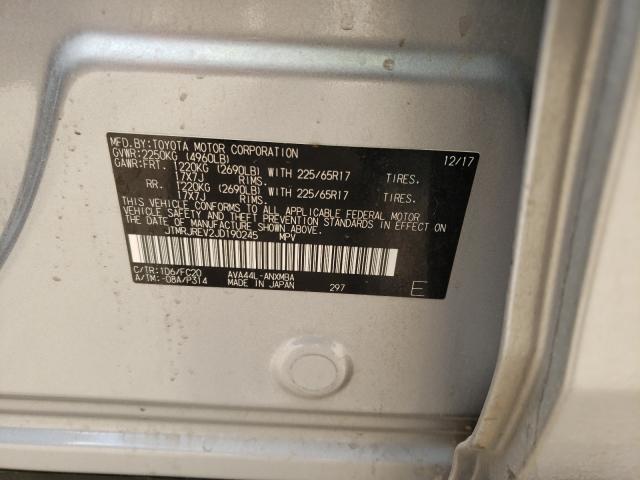 MFD.BY:TOYOTA MOTOR CORPORATION 12/17
GVWR:2250KG (4960LB)
GAWR:FRT. 1220KG (2690LB) WITH 225/65R17 TIRES.
17X7J RIMS.
RR. 1220KG (2690LB) WITH 225/65R17 TIRES.
17X7J RIMS.
THIS VEHICLE CONFORMS TO ALL APPLICABLE FEDERAL MOTOR
VEHICLE SAFETY AND THEFT PREVENTION STANDARDS IN EFFECT ON
THE DATE OF MANUFACTURE SHOWN ABOVE.
JTMRJREV2JD190245 MPV
C/TR:1D6/FC20 AVA44L-ANXMBA
A/TM:-08A/P314 MADE IN JAPAN 297 E